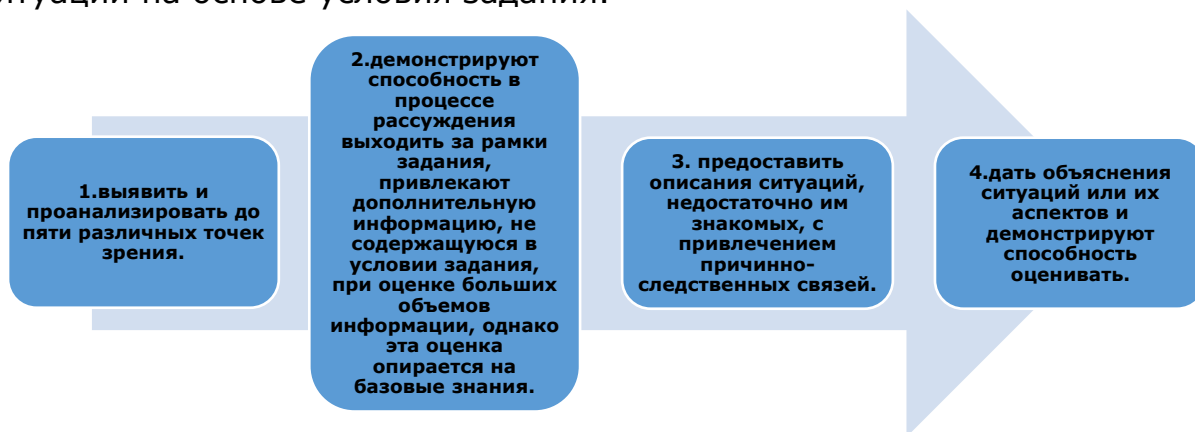 ситуации на основе условия задания.
1.выявить и
проанализировать до
пяти различных точек
зрения.
2.демонстрируют
способность в
процессе
рассуждения
выходить за рамки
задания,
привлекают
дополнительную
информацию, не
содержащуюся в
условии задания,
при оценке больших
объемов
информации, однако
эта оценка
опирается на
базовые знания.
3. предоставить
описания ситуаций,
недостаточно им
знакомых, с
привлечением
причинно-
следственных связей.
4.дать объяснения
ситуаций или их
аспектов и
демонстрируют
способность
оценивать.